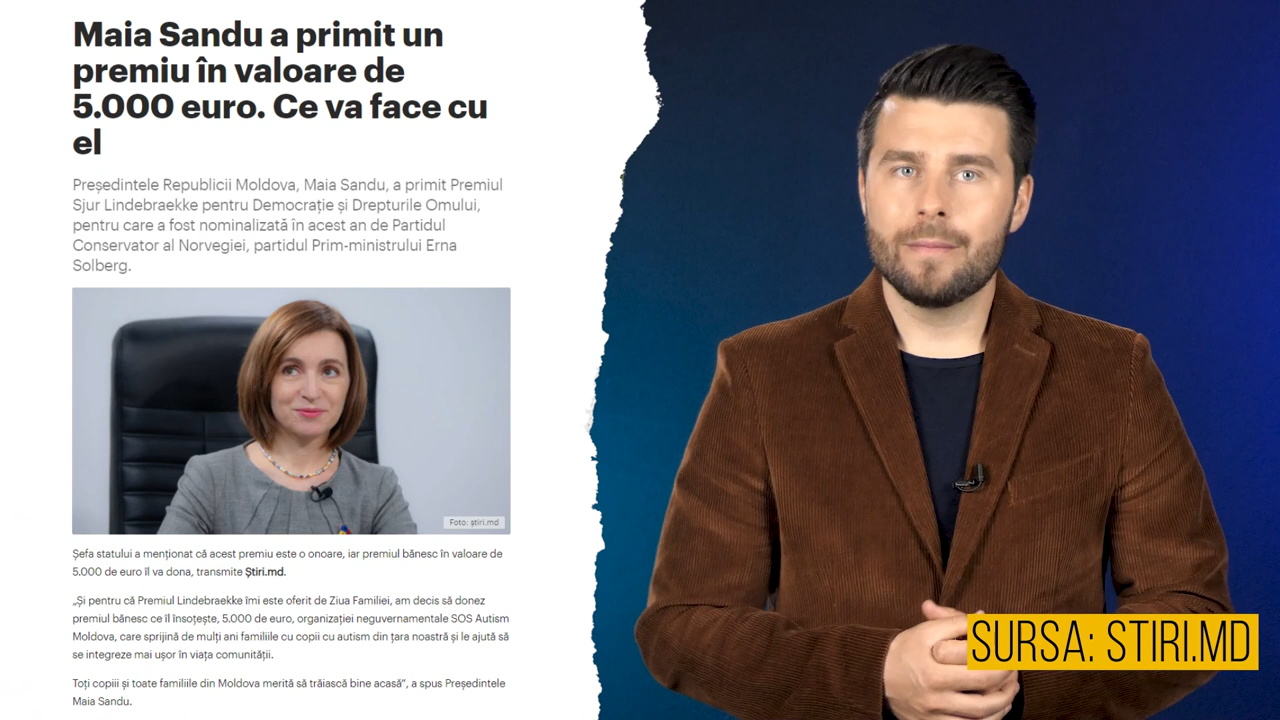 Maia Sandu a primit un
premiu în valoare de
5.000 euro. Ce va face cu
el
Președintele Republicii Moldova, Maia Sandu, a primit Premiul
Sjur Lindebraekke pentru Democrație și Drepturile Omului,
pentru care a fost nominalizată în acest an de Partidul
Conservator al Norvegiei, partidul Prim-ministrului Erna
Solberg.
Foto: știri.md
Șefa statului a menționat că acest premiu este o onoare, iar premiul bănesc în valoare de
5.000 de euro îl va dona, transmite Știri.md.
„Și pentru că Premiul Lindebraekke îmi este oferit de Ziua Familiei, am decis să donez
premiul bănesc ce îl însoțește, 5.000 de euro, organizației neguvernamentale SOS Autism
Moldova, care sprijină de mulți ani familiile cu copii cu autism din țara noastră și le ajută să
se integreze mai ușor în viața comunității.
Toți copiii și toate familiile din Moldova merită să trăiască bine acasă”, a spus Președintele
Maia Sandu.
SURSA: STIRI.MD